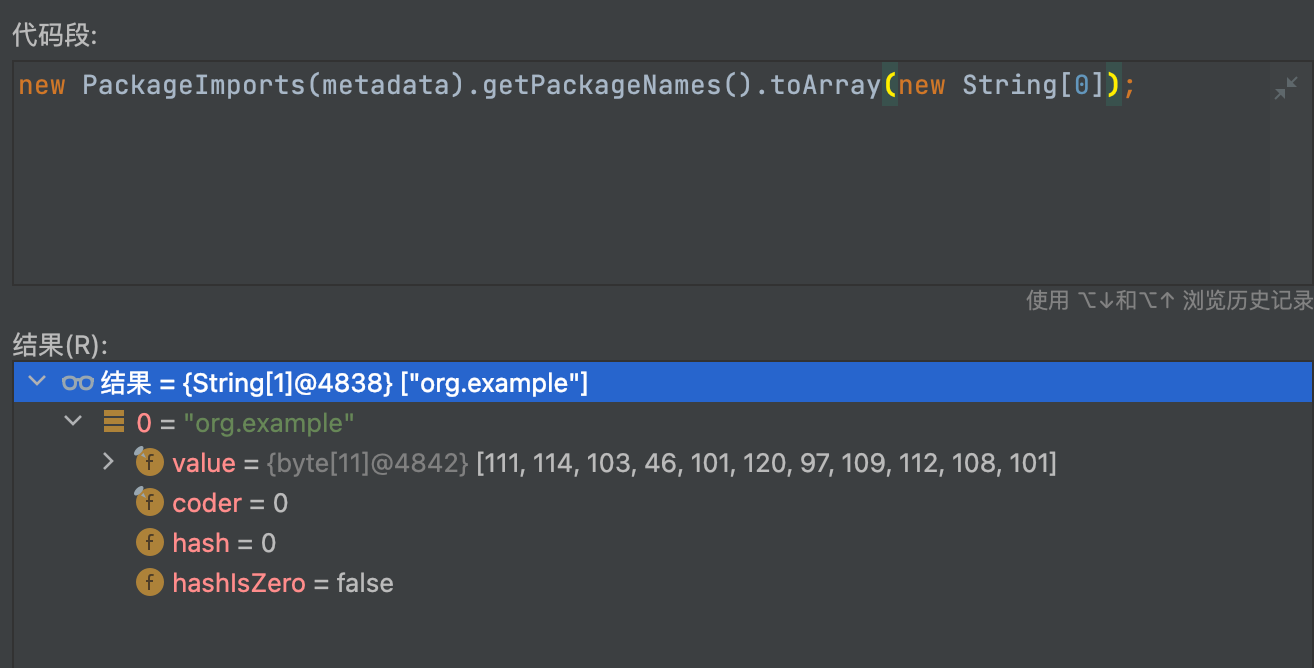 代码段:
new PackageImports(metadata).getPackageNames().toArray(new String[0]);
使用 ⌥↓和⌥↑ 浏览历史记录
结果(R):
结果 = {String[1]@4838} ["org.example"]
0 = "org.example"
value = {byte[11]@4842} [111, 114, 103, 46, 101, 120, 97, 109, 112, 108, 101]
coder = 0
hash = 0
hashIsZero = false